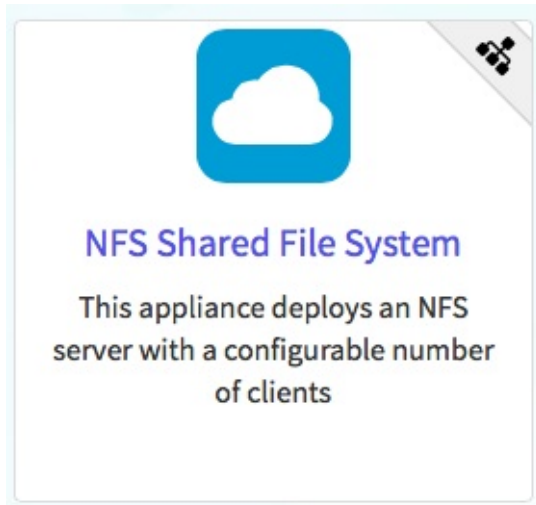 NFS Shared File System
This appliance deploys an NFS
server with a configurable number
of clients